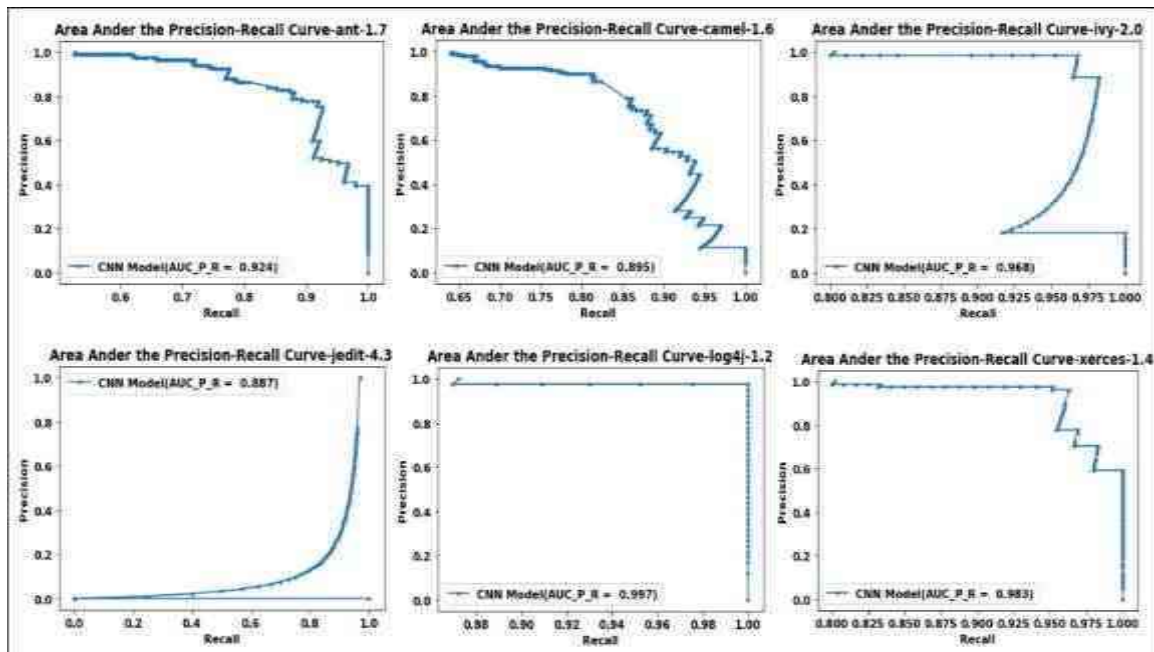 Area Ander the Precision-Recall Curve-ant-1.7
1.0
0.8
0.6
0.4
0.2
0.0
Precision
CNN Model(AUC_P_R = 0.924)
0.6 0.7 0.8 0.9 1.0
Recall
Area Ander the Precision-Recall Curve-camel-1.6
1.0
0.8
0.6
0.4
0.2
0.0
Precision
CNN Model(AUC_P_R = 0.895)
0.65 0.70 0.75 0.80 0.85 0.90 0.95 1.00
Recall
Area Ander the Precision-Recall Curve-ivy-2.0
1.0
0.8
0.6
0.4
0.2
0.0
Precision
CNN Model(AUC_P_R = 0.968)
0.800 0.825 0.850 0.875 0.900 0.925 0.950 0.975 1.000
Recall
Area Ander the Precision-Recall Curve-jedit-4.3
1.0
0.8
0.6
0.4
0.2
0.0
Precision
CNN Model(AUC_P_R = 0.887)
0.0 0.2 0.4 0.6 0.8 1.0
Recall
Area Ander the Precision-Recall Curve-log4j-1.2
1.0
0.8
0.6
0.4
0.2
0.0
Precision
CNN Model(AUC_P_R = 0.997)
0.88 0.90 0.92 0.94 0.96 0.98 1.00
Recall
Area Ander the Precision-Recall Curve-xerces-1.4
1.0
0.8
0.6
0.4
0.2
0.0
Precision
CNN Model(AUC_P_R = 0.983)
0.800 0.825 0.850 0.875 0.900 0.925 0.950 0.975 1.000
Recall